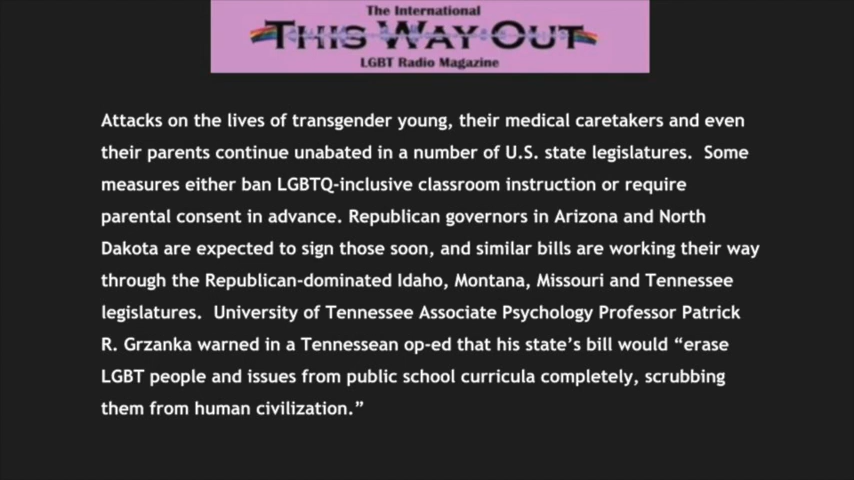 The International
THIS WAY OUT
LGBT Radio Magazine
Attacks on the lives of transgender young, their medical caretakers and even
their parents continue unabated in a number of U.S. state legislatures.  Some
measures either ban LGBTQ-inclusive classroom instruction or require
parental consent in advance. Republican governors in Arizona and North
Dakota are expected to sign those soon, and similar bills are working their way
through the Republican-dominated Idaho, Montana, Missouri and Tennessee
legislatures.  University of Tennessee Associate Psychology Professor Patrick
R. Grzanka warned in a Tennessean op-ed that his state’s bill would “erase
LGBT people and issues from public school curricula completely, scrubbing
them from human civilization.”